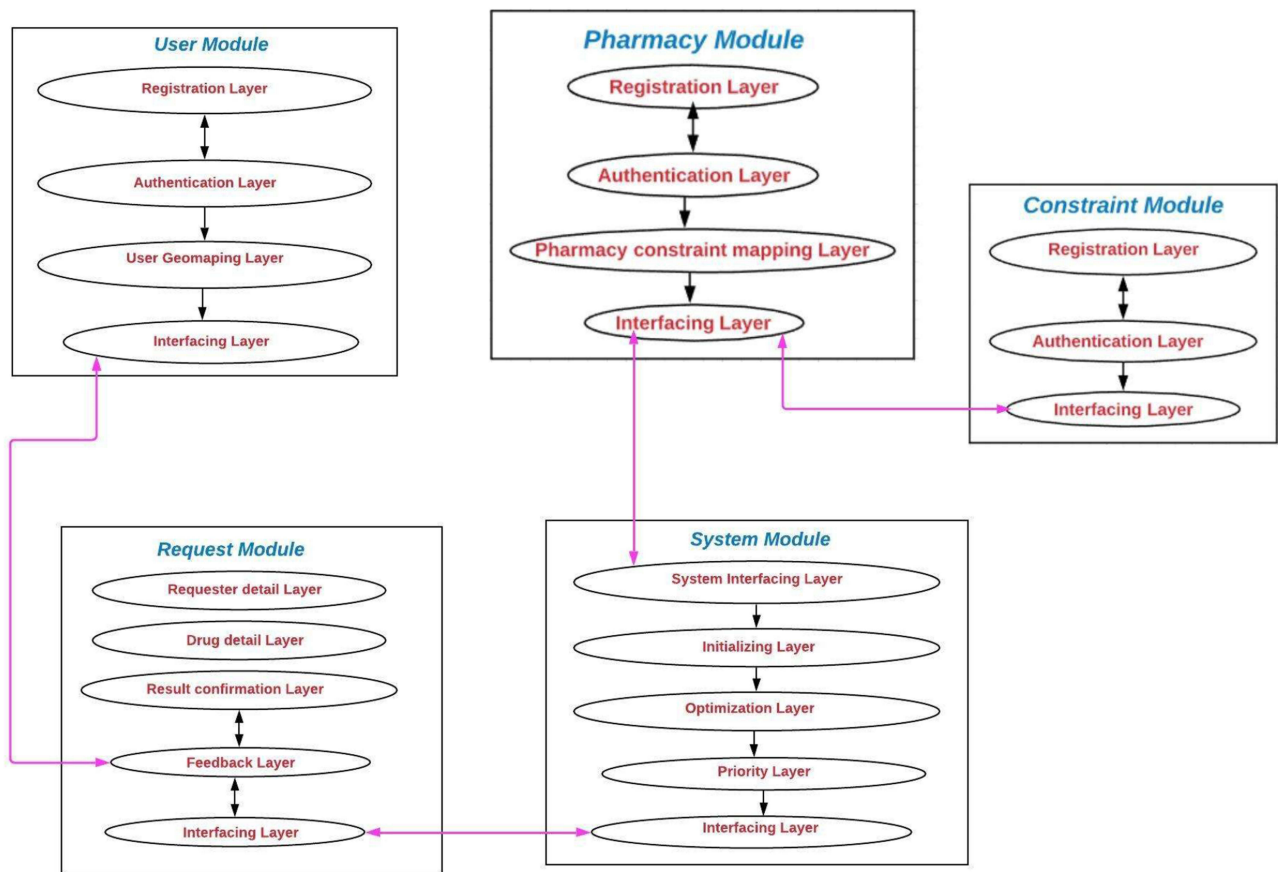 User Module
Registration Layer
Authentication Layer
User Geomaping Layer
Interfacing Layer
Pharmacy Module
Registration Layer
Authentication Layer
Pharmacy constraint mapping Layer
Interfacing Layer
Constraint Module
Registration Layer
Authentication Layer
Interfacing Layer
Request Module
Requester detail Layer
Drug detail Layer
Result confirmation Layer
Feedback Layer
Interfacing Layer
System Module
System Interfacing Layer
Initializing Layer
Optimization Layer
Priority Layer
Interfacing Layer